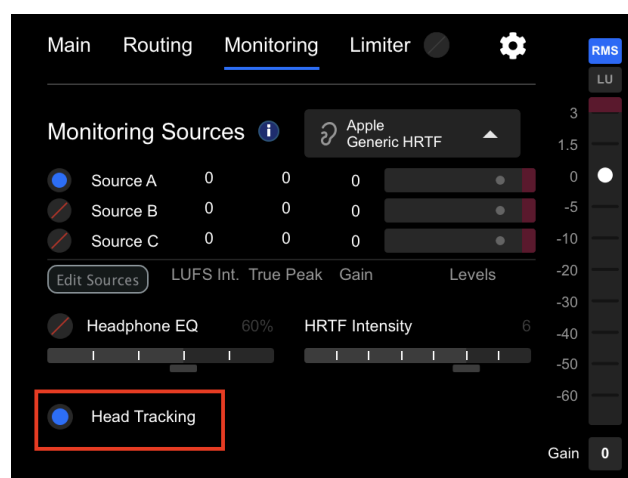 Main Routing Monitoring Limiter
RMS
LU
Monitoring Sources i Apple
Generic HRTF
3
1.5
Source A 0 0 0
0
Source B 0 0 0
-5
Source C 0 0 0
-10
Edit Sources LUFS Int. True Peak Gain Levels
-20
-30
Headphone EQ 60% HRTF Intensity 6
-40
-50
-60
Head Tracking
Gain 0